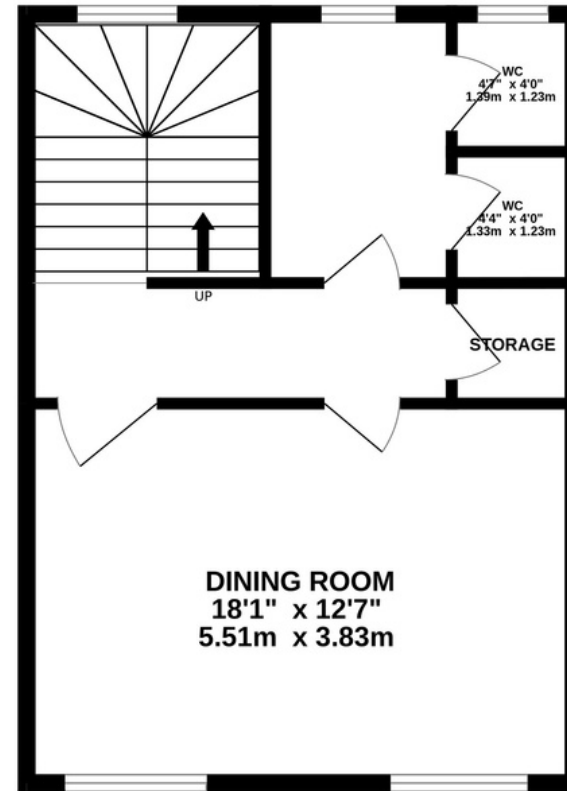 WC
4'7" x 4'0"
1.39m x 1.23m
WC
4'4" x 4'0"
1.33m x 1.23m
UP
STORAGE
DINING ROOM
18'1" x 12'7"
5.51m x 3.83m